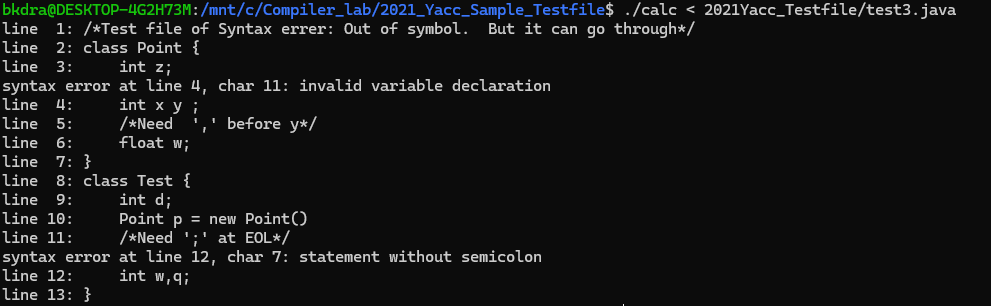 bkdra@DESKTOP-4G2H73M:/mnt/c/Compiler_lab/2021_Yacc_Sample_Testfile$ ./calc < 2021Yacc_Testfile/test3.java
line  1: /*Test file of Syntax errer: Out of symbol.  But it can go through*/
line  2: class Point {
line  3:     int z;
syntax error at line 4, char 11: invalid variable declaration
line  4:     int x y ;
line  5:     /*Need  ',' before y*/
line  6:     float w;
line  7: }
line  8: class Test {
line  9:     int d;
line 10:     Point p = new Point()
line 11:     /*Need ';' at EOL*/
syntax error at line 12, char 7: statement without semicolon
line 12:     int w,q;
line 13: }